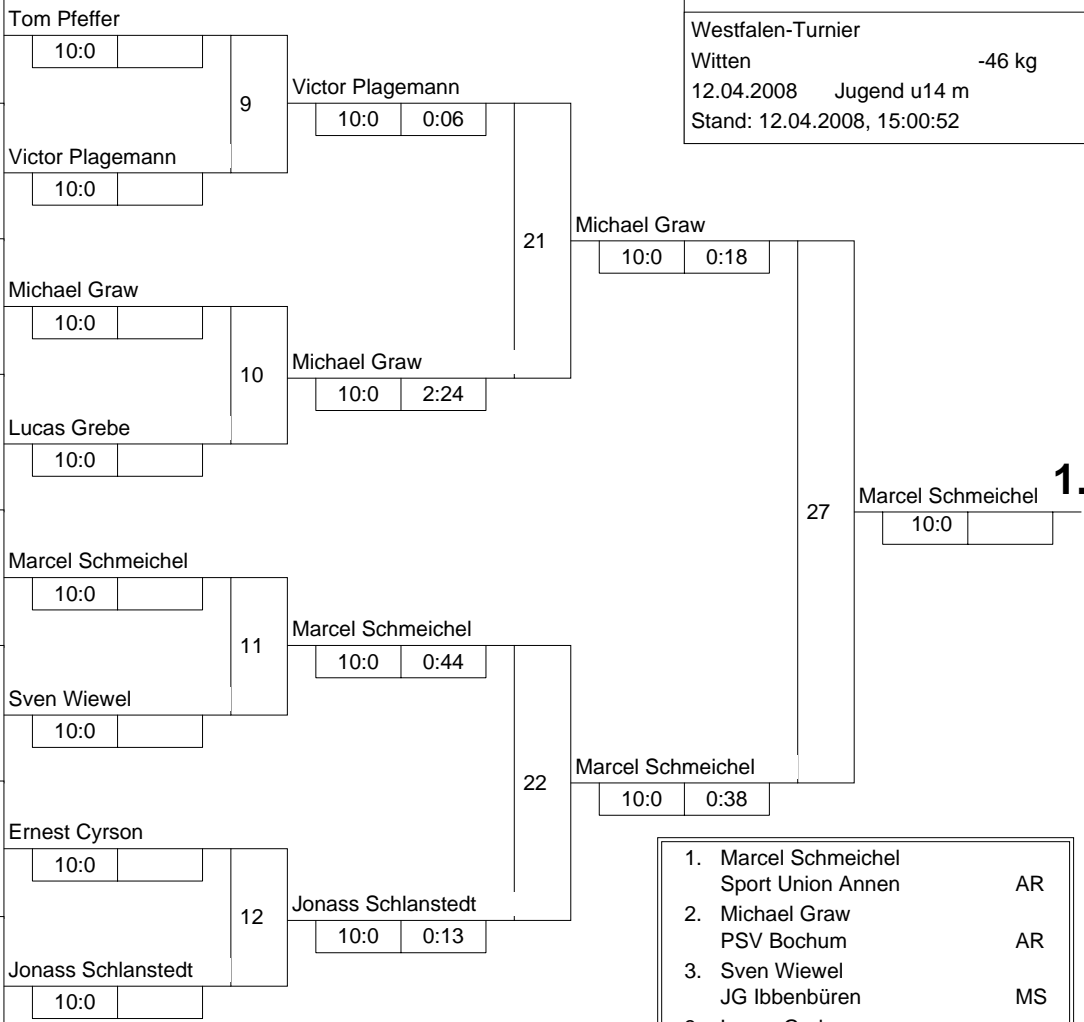 Tom Pfeffer
10:0
9
Victor Plagemann
10:0 0:06
Victor Plagemann
10:0
Westfalen-Turnier
Witten -46 kg
12.04.2008 Jugend u14 m
Stand: 12.04.2008, 15:00:52
21
Michael Graw
10:0 0:18
Michael Graw
10:0
10
Michael Graw
10:0 2:24
Lucas Grebe
10:0
27
Marcel Schmeichel 1.
10:0
Marcel Schmeichel
10:0
11
Marcel Schmeichel
10:0 0:44
Sven Wiewel
10:0
22
Marcel Schmeichel
10:0 0:38
Ernest Cyrson
10:0
12
Jonass Schlanstedt
10:0 0:13
Jonass Schlanstedt
10:0
1. Marcel Schmeichel
Sport Union Annen AR
2. Michael Graw
PSV Bochum AR
3. Sven Wiewel
JG Ibbenbüren MS